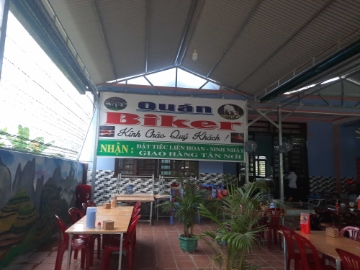 Quán
Biker
Kính Chào Quý Khách!
NHẬN : ĐẶT TIỆC LIÊN HOAN - SINH NHẬT
GIAO HÀNG TẬN NƠI